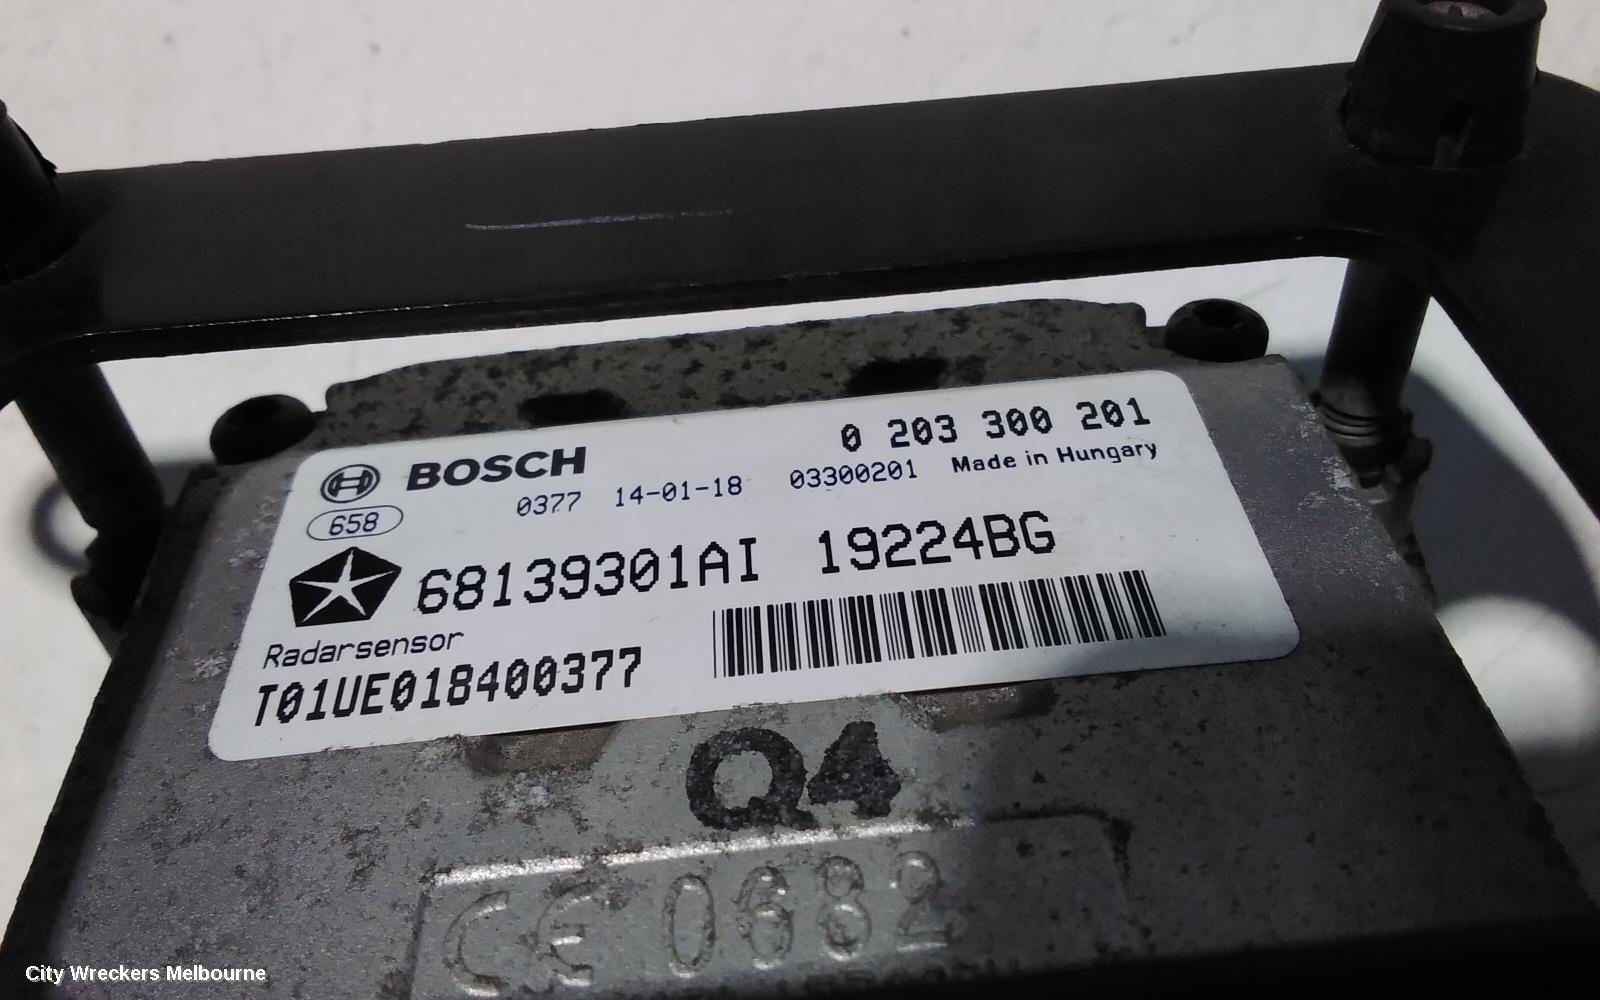 BOSCH 0 203 300 201
0377 14-01-18 03300201 Made in Hungary
658
68139301AI 19224BG
Radarsensor
T01UE018400377
Q4
CE 0682
City Wreckers Melbourne